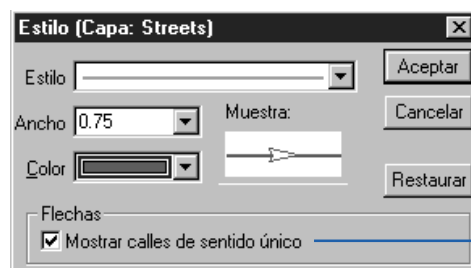 Estilo (Capa: Streets)
Estilo
Aceptar
Ancho 0.75
Muestra:
Cancelar
Color
Restaurar
Flechas
Mostrar calles de sentido único